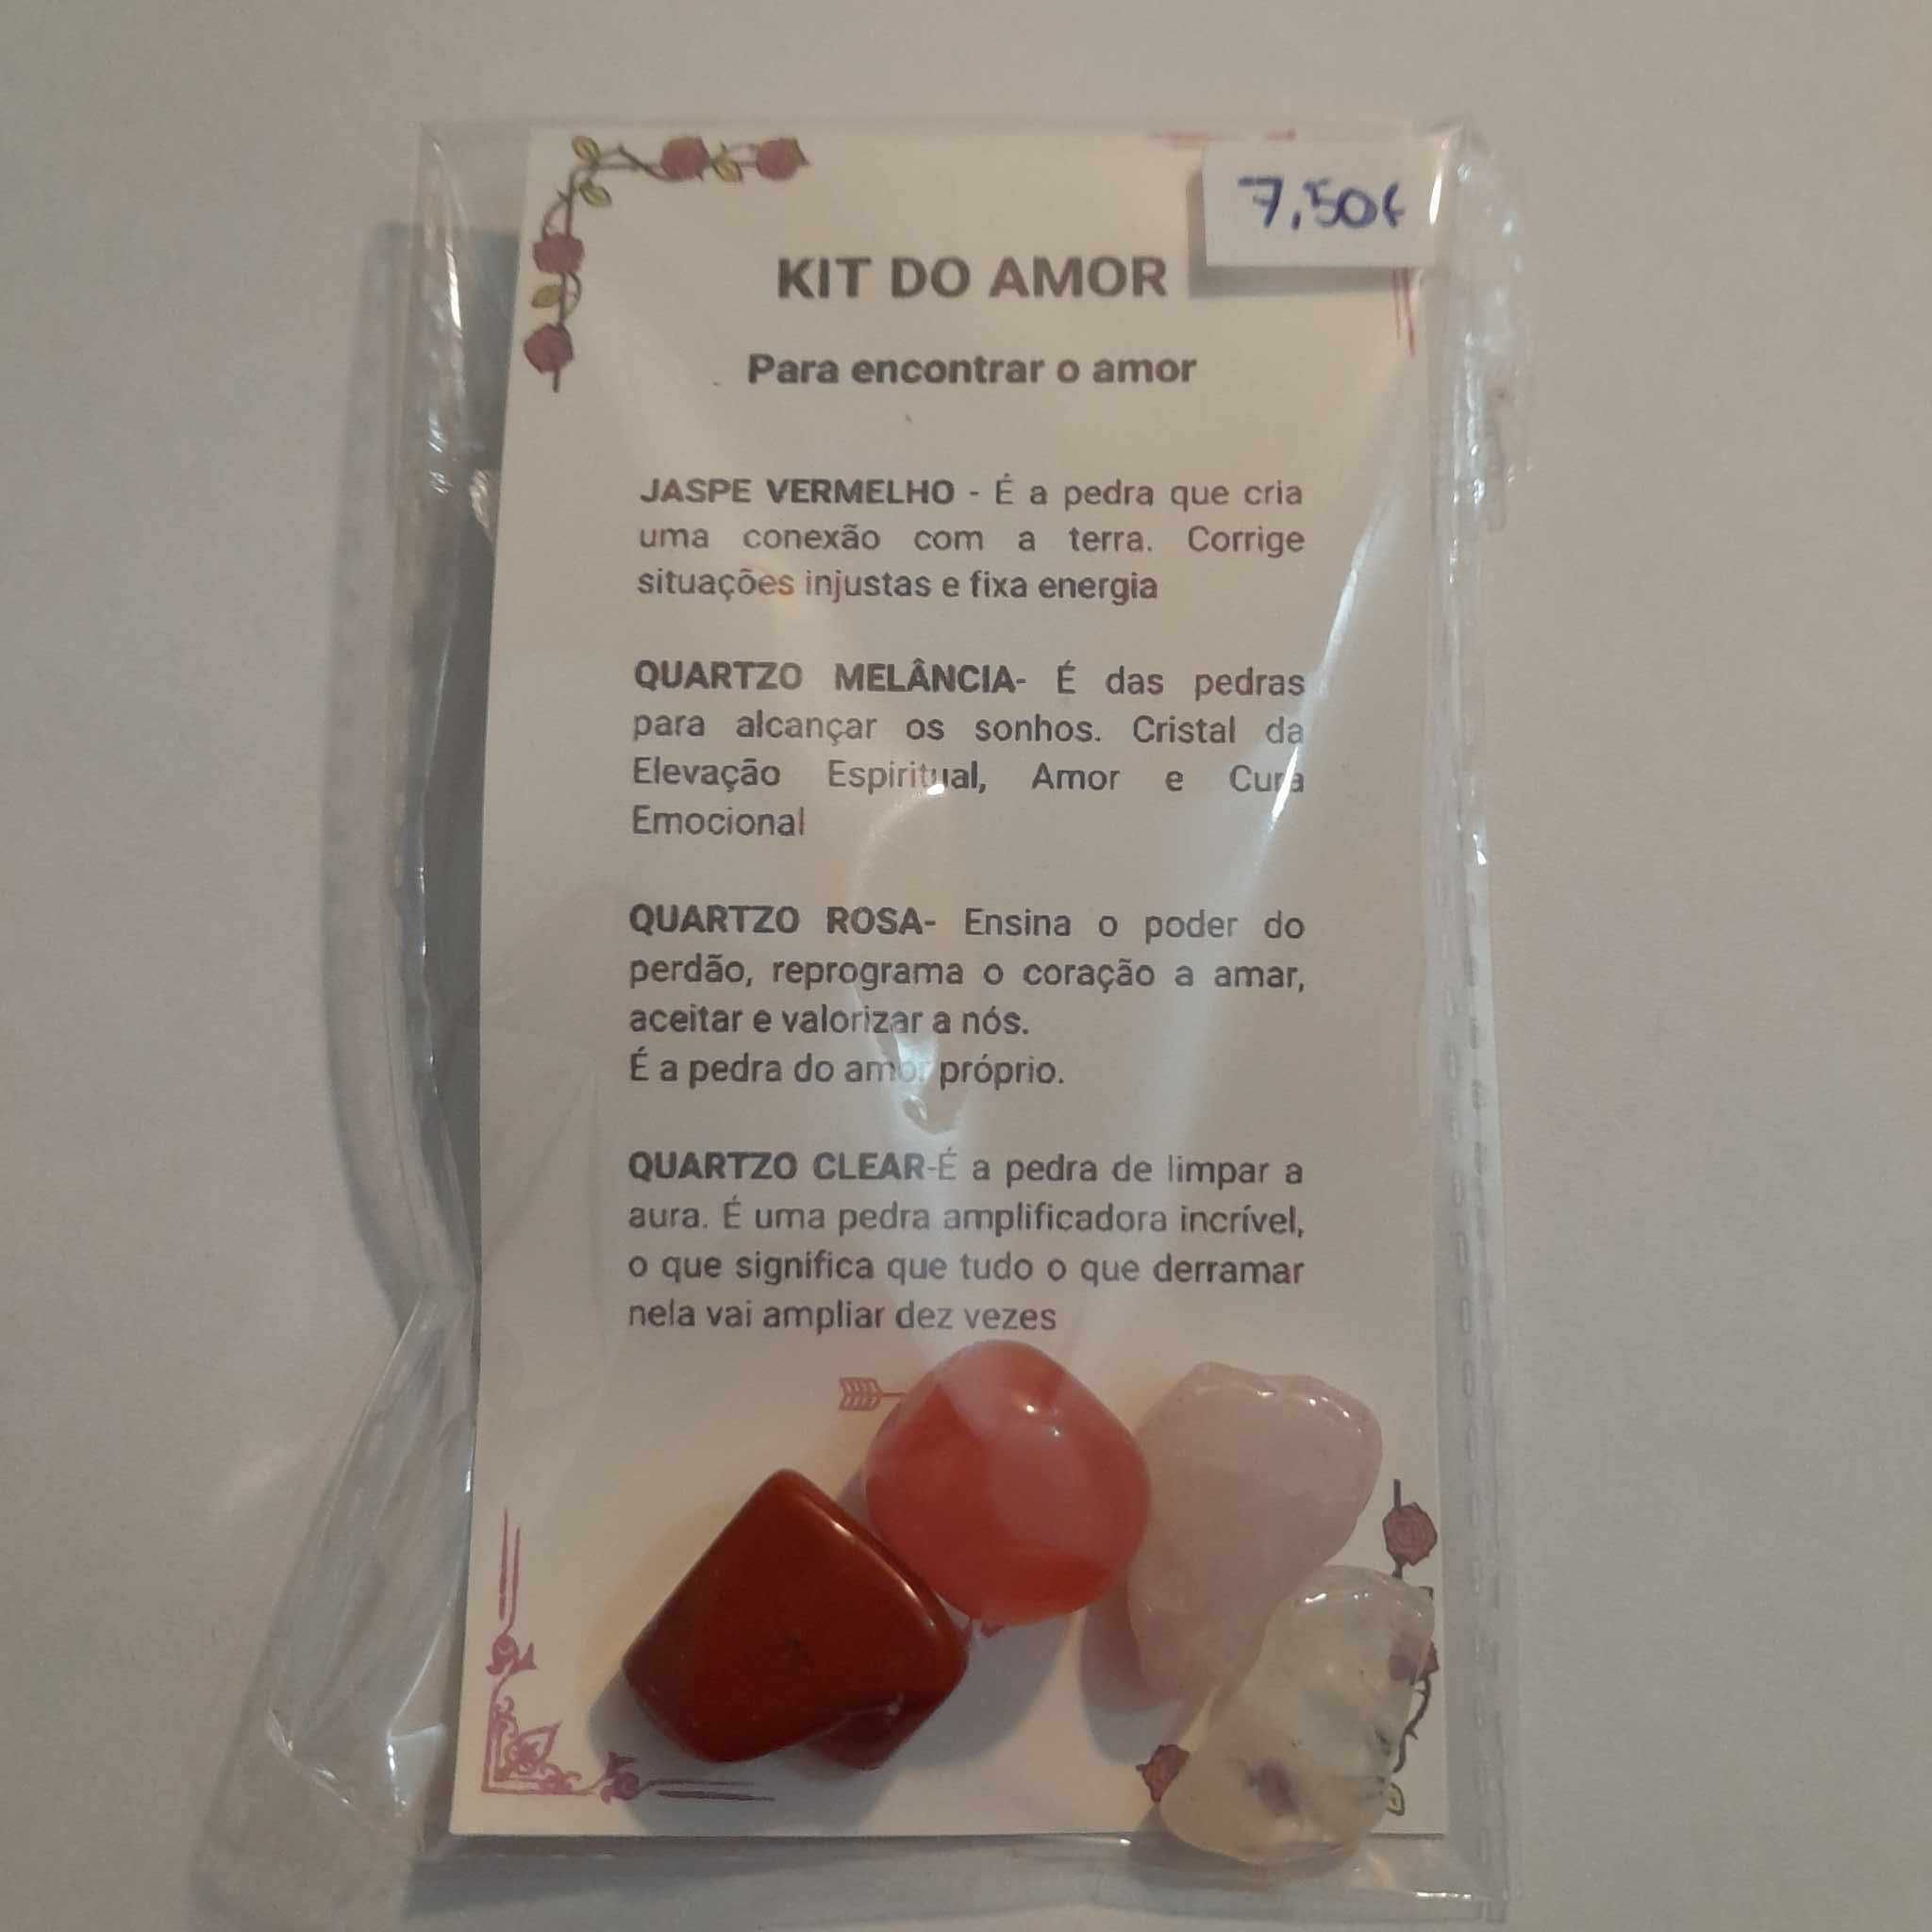 7,50€
KIT DO AMOR
Para encontrar o amor
JASPE VERMELHO - É a pedra que cria
uma conexão com a terra. Corrige
situações injustas e fixa energia
QUARTZO MELÂNCIA- É das pedras
para alcançar os sonhos. Cristal da
Elevação Espiritual, Amor e Cura
Emocional
QUARTZO ROSA- Ensina o poder do
perdão, reprograma o coração a amar,
aceitar e valorizar a nós.
É a pedra do amor próprio.
QUARTZO CLEAR-É a pedra de limpar a
aura. É uma pedra amplificadora incrível,
o que significa que tudo o que derramar
nela vai ampliar dez vezes